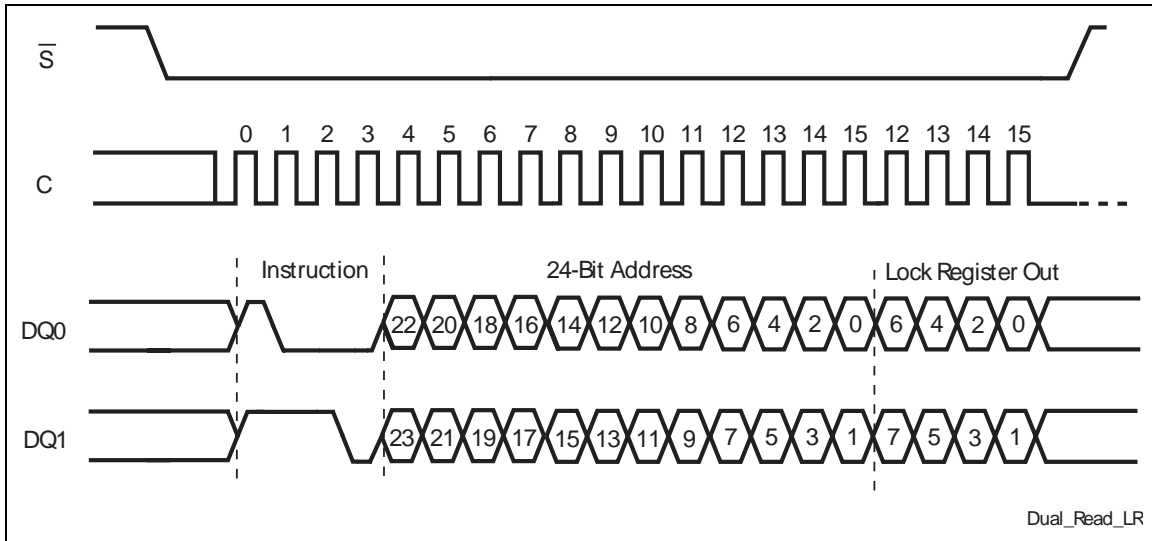 S̅
0 1 2 3 4 5 6 7 8 9 10 11 12 13 14 15 12 13 14 15
C
Instruction 24-Bit Address Lock Register Out
DQ0 22 20 18 16 14 12 10 8 6 4 2 0 6 4 2 0
DQ1 23 21 19 17 15 13 11 9 7 5 3 1 7 5 3 1
Dual_Read_LR